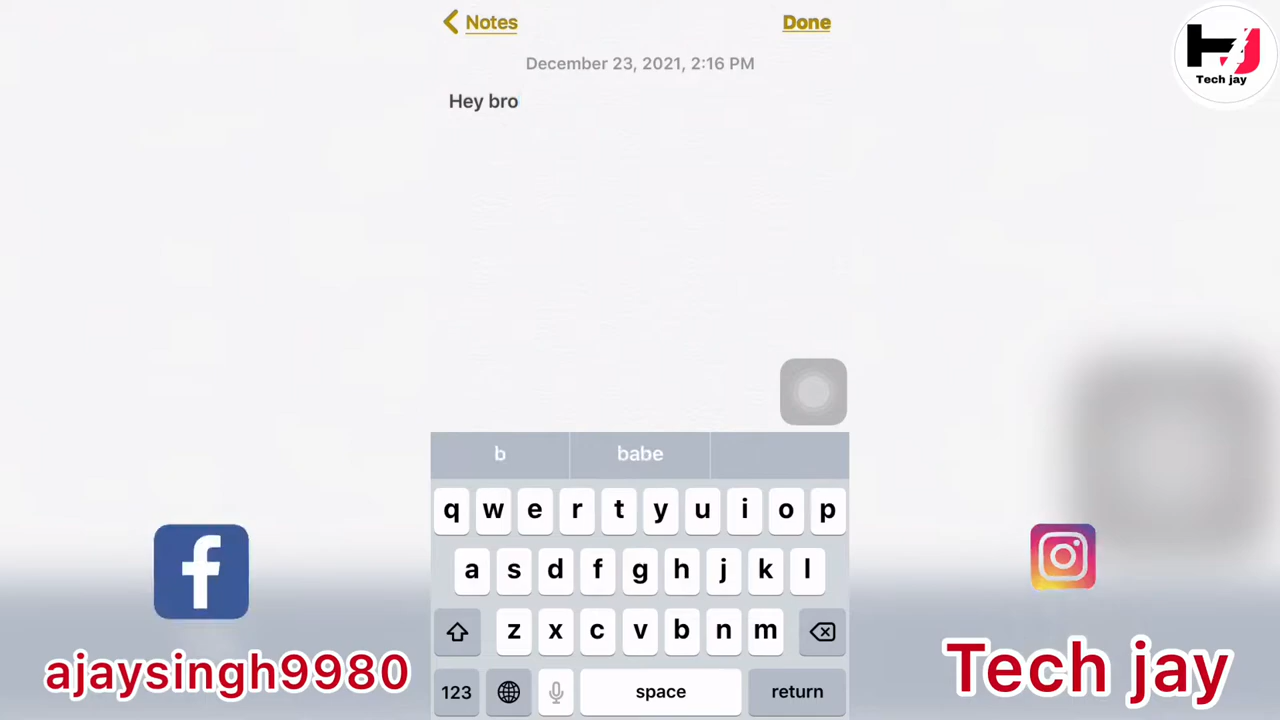 Notes
Done
Tech jay
December 23, 2021, 2:16 PM
Hey bro
b
babe
q w e r t y u i o p
a s d f g h j k l
z x c v b n m
123
space
return
f
ajaysingh9980
Tech jay